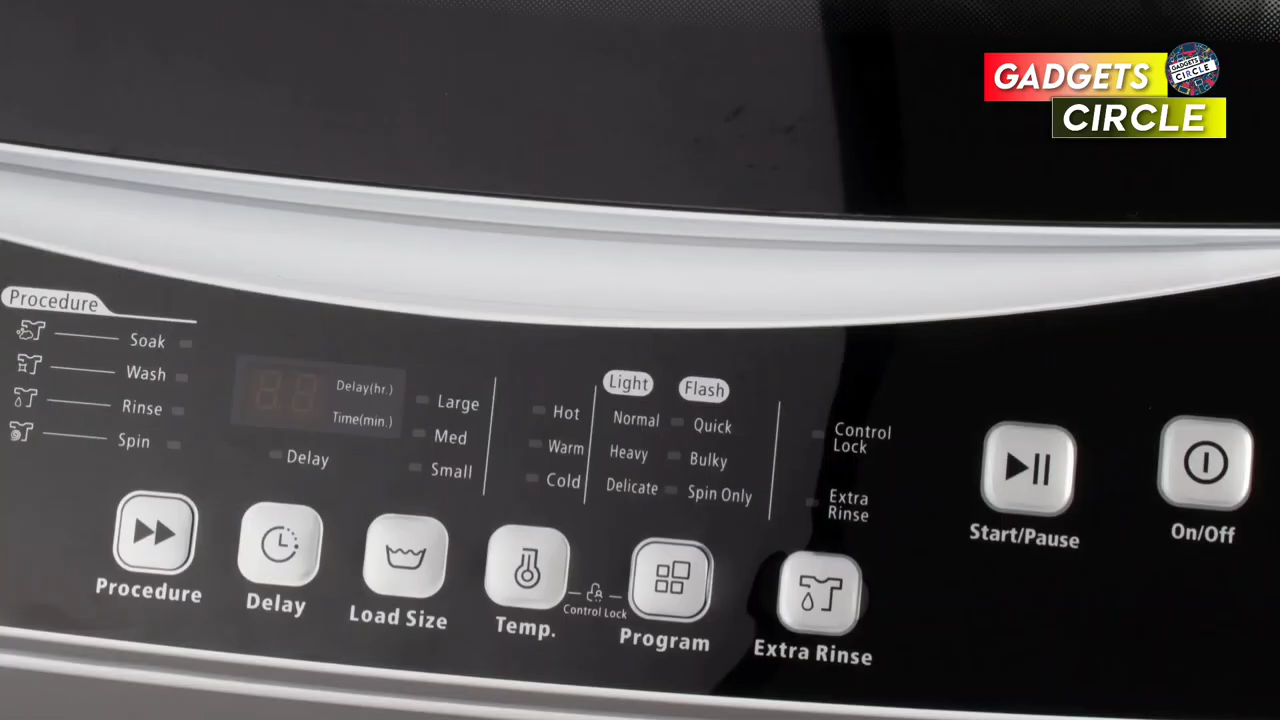 GADGETS
CIRCLE
GADGETS
CIRCLE
Procedure
Soak
Wash
Rinse
Spin
Delay(hr.)
Time(min.)
Delay
Large
Med
Small
Hot
Warm
Cold
Light Flash
Normal Quick
Heavy Bulky
Delicate Spin Only
Control
Lock
Extra
Rinse
Start/Pause
On/Off
Procedure
Delay
Load Size
Temp.
Control Lock
Program
Extra Rinse